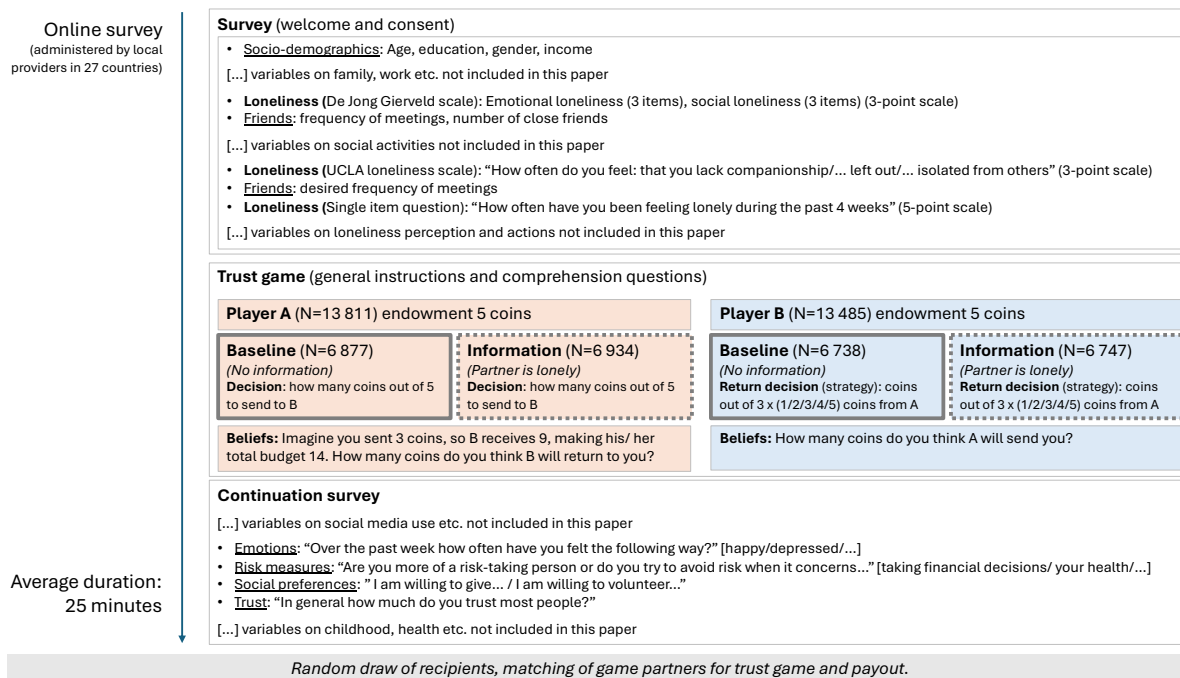 Online survey
(administered by local
providers in 27 countries)
Survey (welcome and consent)
• Socio-demographics: Age, education, gender, income
[...] variables on family, work etc. not included in this paper
• Loneliness (De Jong Gierveld scale): Emotional loneliness (3 items), social loneliness (3 items) (3-point scale)
• Friends: frequency of meetings, number of close friends
[...] variables on social activities not included in this paper
• Loneliness (UCLA loneliness scale): “How often do you feel: that you lack companionship/... left out/... isolated from others” (3-point scale)
• Friends: desired frequency of meetings
• Loneliness (Single item question): “How often have you been feeling lonely during the past 4 weeks” (5-point scale)
[...] variables on loneliness perception and actions not included in this paper
Trust game (general instructions and comprehension questions)
Player A (N=13 811) endowment 5 coins
Baseline (N=6 877)
(No information)
Decision: how many coins out of 5
to send to B
Information (N=6 934)
(Partner is lonely)
Decision: how many coins out of 5
to send to B
Beliefs: Imagine you sent 3 coins, so B receives 9, making his/ her
total budget 14. How many coins do you think B will return to you?
Player B (N=13 485) endowment 5 coins
Baseline (N=6 738)
(No information)
Return decision (strategy): coins
out of 3 x (1/2/3/4/5) coins from A
Information (N=6 747)
(Partner is lonely)
Return decision (strategy): coins
out of 3 x (1/2/3/4/5) coins from A
Beliefs: How many coins do you think A will send you?
Continuation survey
[...] variables on social media use etc. not included in this paper
• Emotions: “Over the past week how often have you felt the following way?” [happy/depressed/...]
• Risk measures: “Are you more of a risk-taking person or do you try to avoid risk when it concerns...” [taking financial decisions/ your health/...]
• Social preferences: ” I am willing to give... / I am willing to volunteer...”
• Trust: “In general how much do you trust most people?”
[...] variables on childhood, health etc. not included in this paper
Average duration:
25 minutes
Random draw of recipients, matching of game partners for trust game and payout.